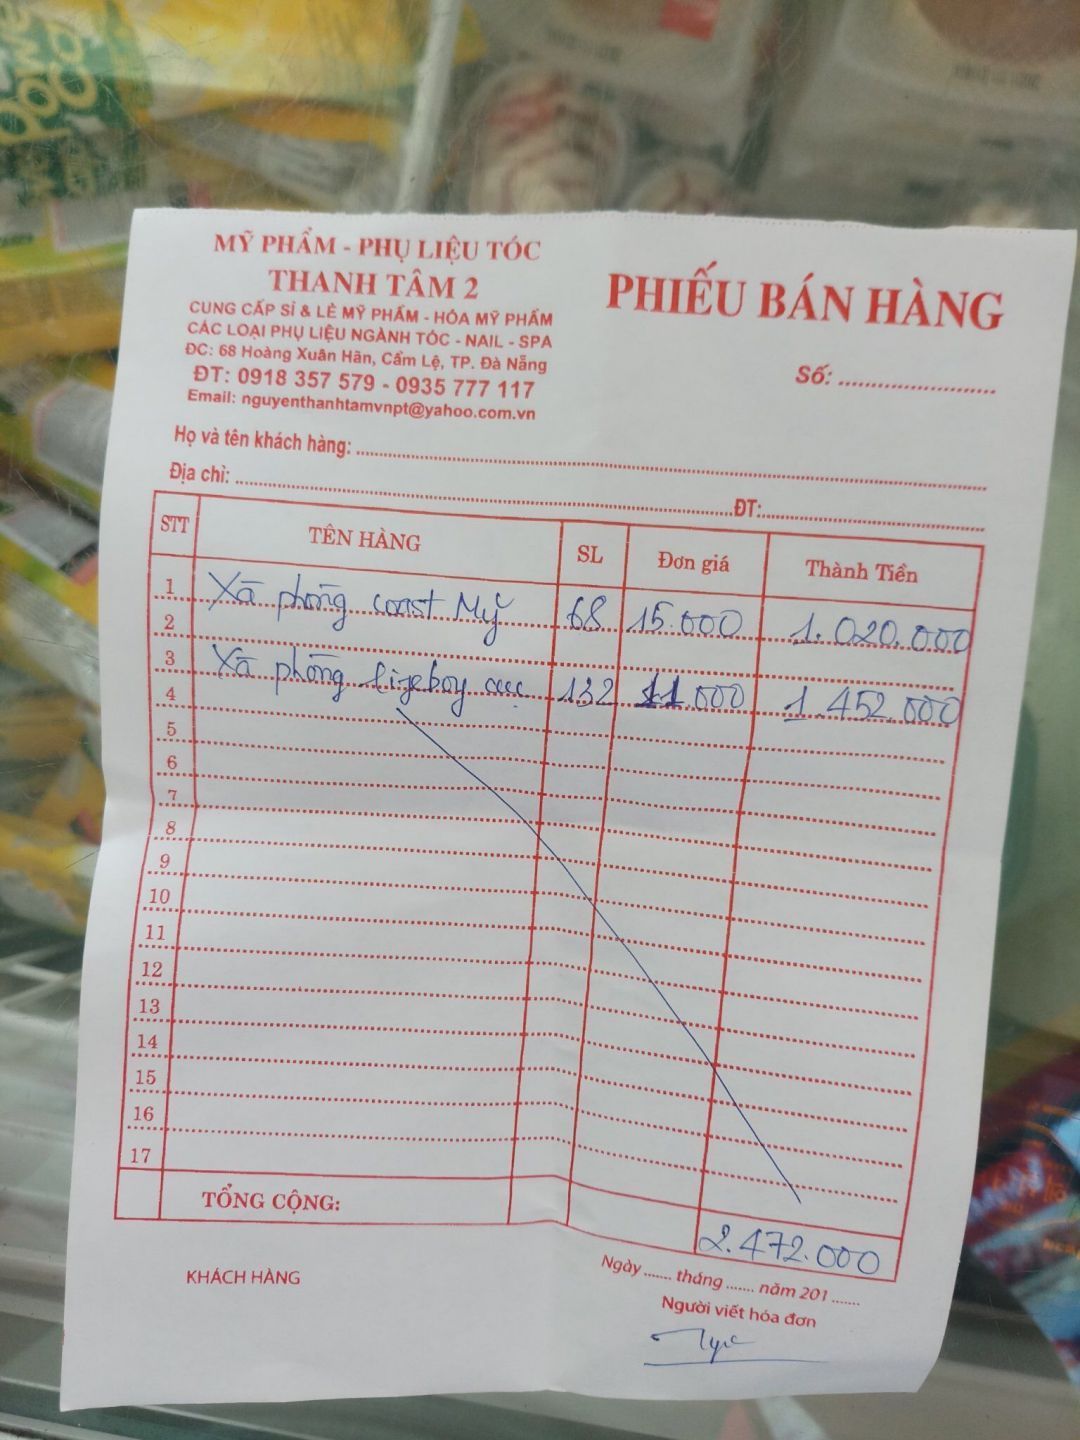 MỸ PHẨM - PHỤ LIỆU TÓC
THANH TÂM 2
CUNG CẤP SỈ & LẺ MỸ PHẨM - HÓA MỸ PHẨM
CÁC LOẠI PHỤ LIỆU NGÀNH TÓC - NAIL - SPA
ĐC: 68 Hoàng Xuân Hãn, Cẩm Lệ, TP. Đà Nẵng
ĐT: 0918 357 579 - 0935 777 117
Email: nguyenthanhtamvnpt@yahoo.com.vn
PHIẾU BÁN HÀNG
Số: ........................
Họ và tên khách hàng: ........................
Địa chỉ: ........................ĐT:........................
STT TÊN HÀNG SL Đơn giá Thành Tiền
1 Xà phòng coast Mỹ 68 15.000 1.020.000
2
3 Xà phòng lizeboy cục 132 11.000 1.452.000
4
5
6
7
8
9
10
11
12
13
14
15
16
17
TỔNG CỘNG: 2.472.000
KHÁCH HÀNG
Ngày ....... tháng ....... năm 201 .......
Người viết hóa đơn